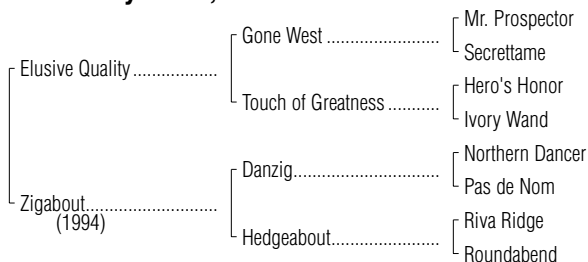 Mr. Prospector
Gone West
Secrettame
Elusive Quality
Hero's Honor
Touch of Greatness
Ivory Wand
Northern Dancer
Danzig
Pas de Nom
Zigabout
(1994)
Riva Ridge
Hedgeabout
Roundabend